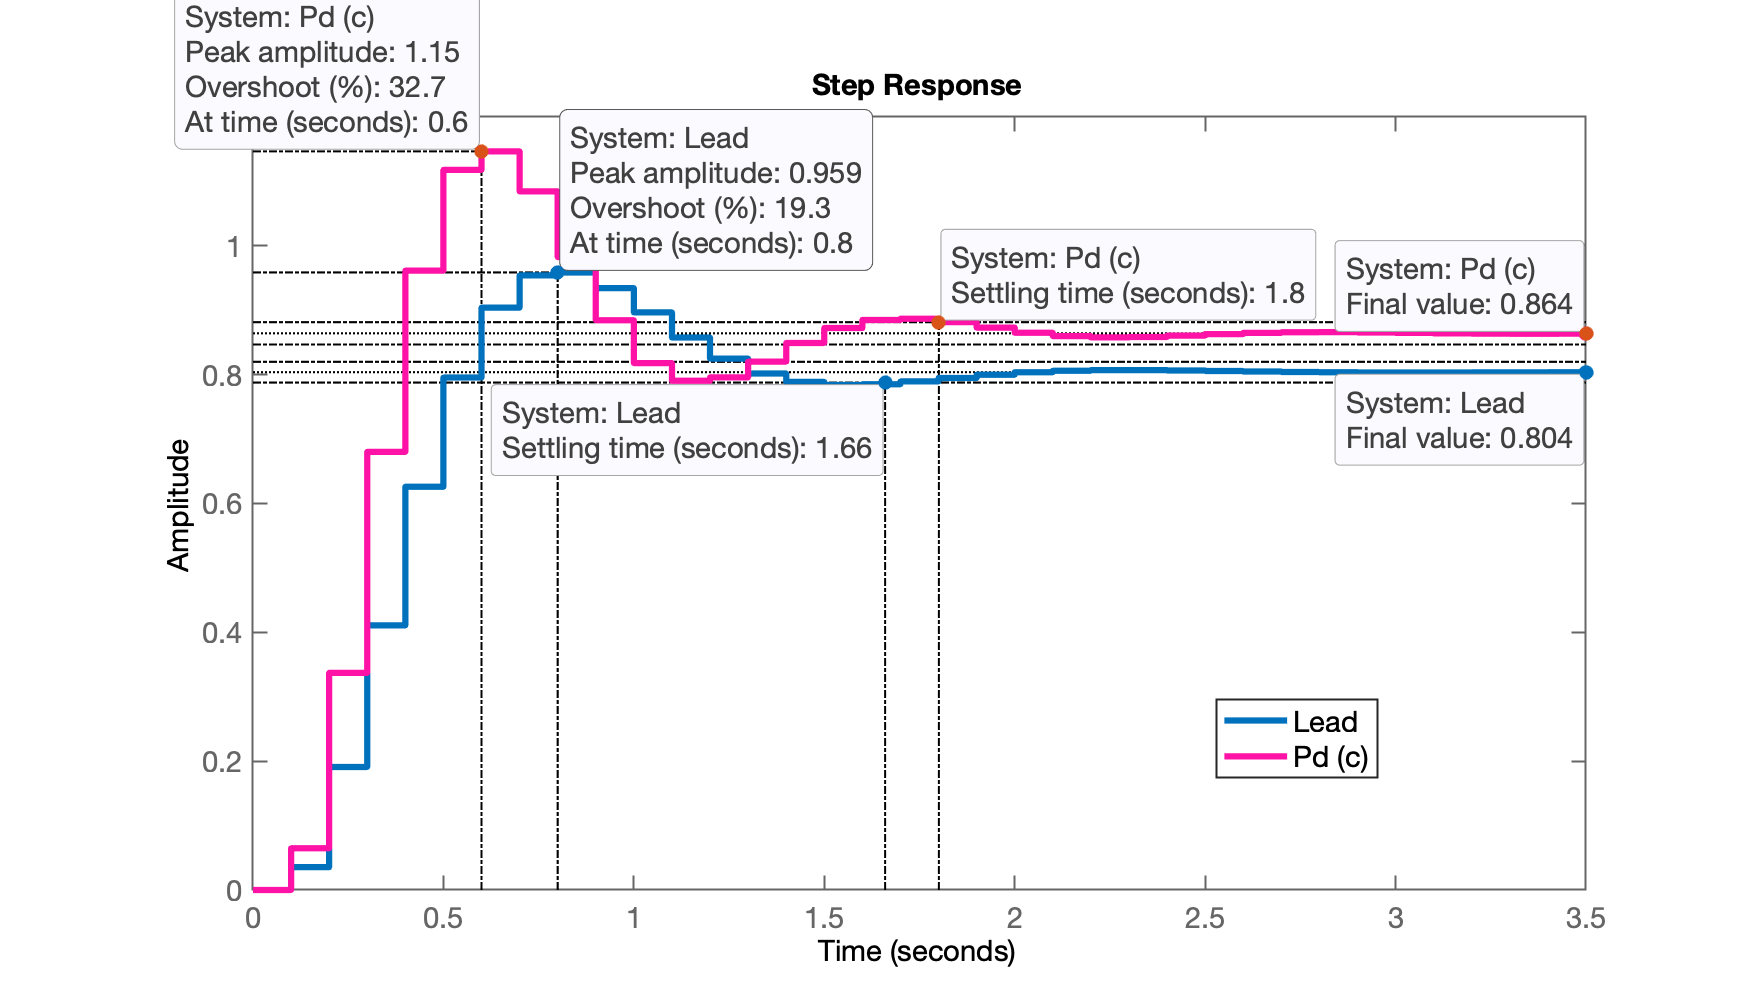 System: Pd (c)
Peak amplitude: 1.15
Overshoot (%): 32.7
At time (seconds): 0.6
Step Response
System: Lead
Peak amplitude: 0.959
Overshoot (%): 19.3
At time (seconds): 0.8
System: Pd (c)
Settling time (seconds): 1.8
System: Pd (c)
Final value: 0.864
System: Lead
Settling time (seconds): 1.66
System: Lead
Final value: 0.804
Amplitude
1
0.8
0.6
0.4
0.2
0
Lead
Pd (c)
0
0.5
1
1.5
2
2.5
3
3.5
Time (seconds)